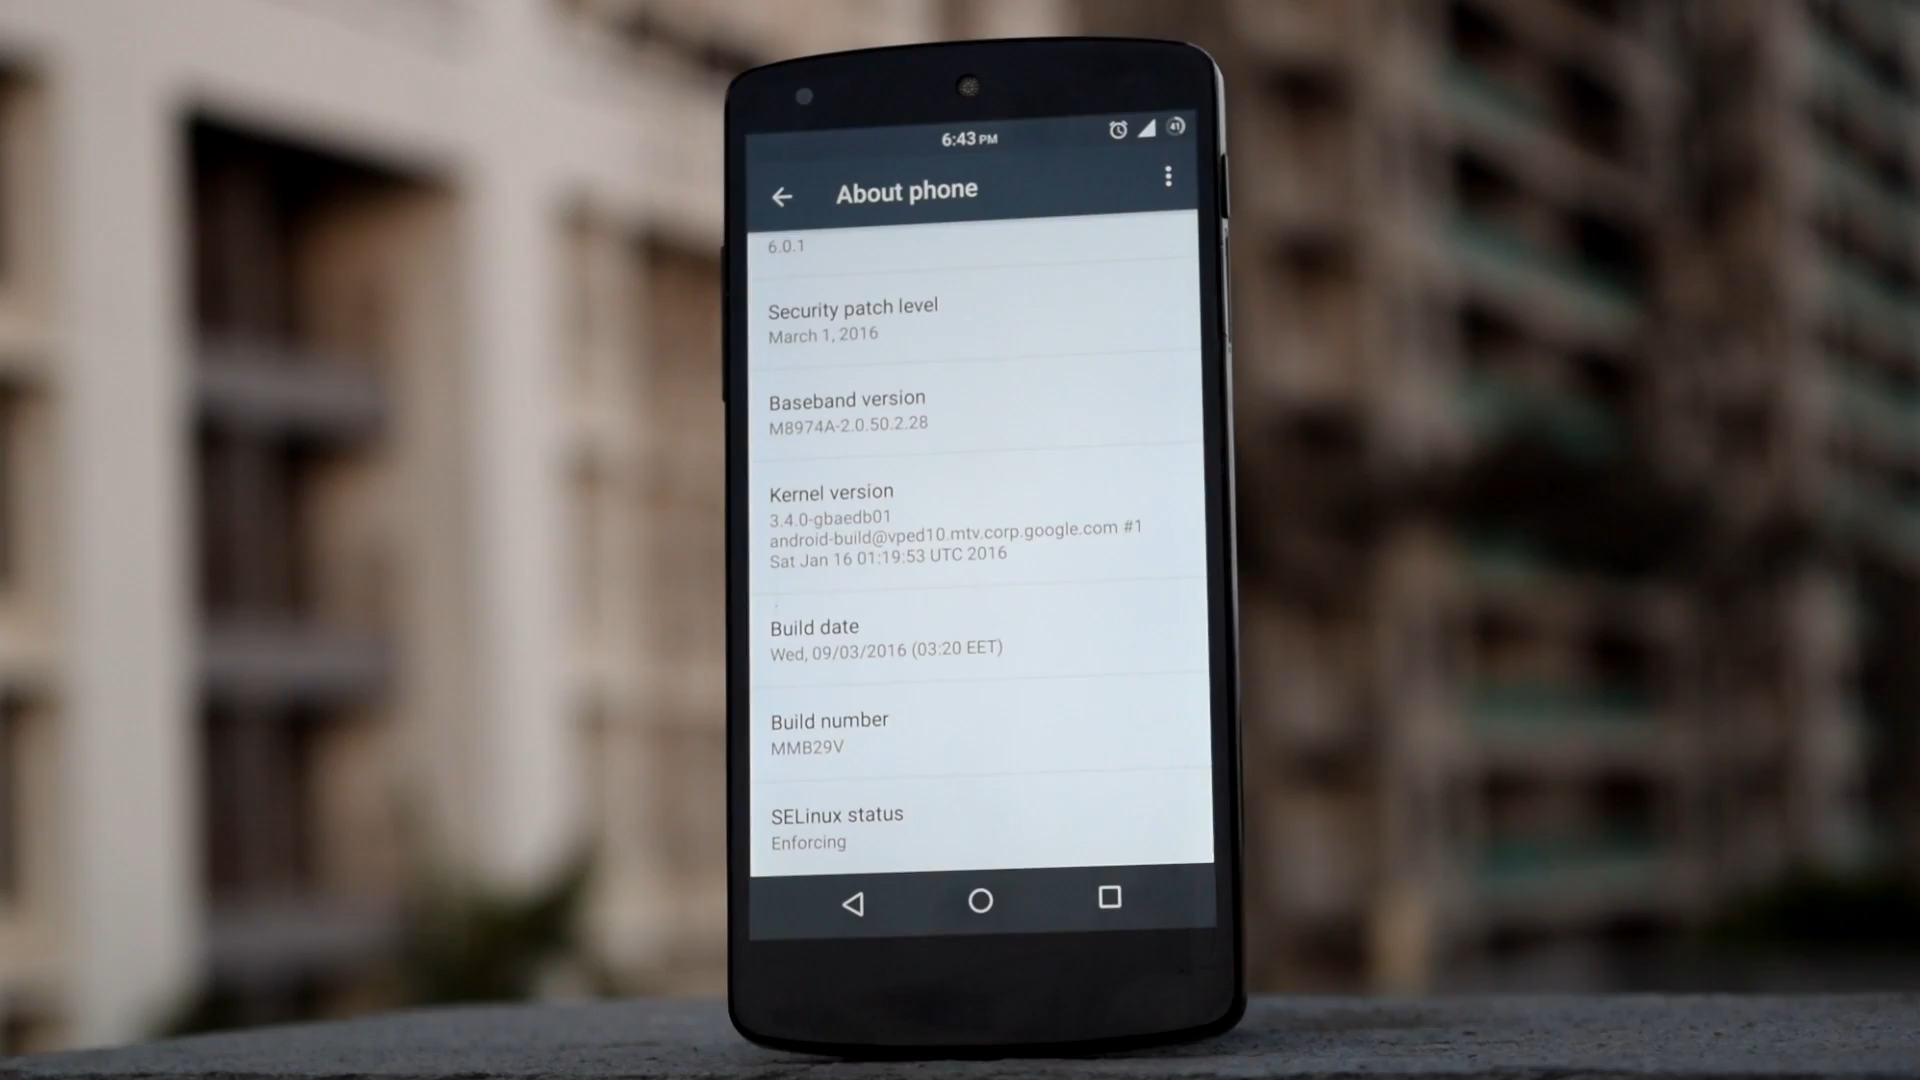 6:43 PM
41
About phone
6.0.1
Security patch level
March 1, 2016
Baseband version
M8974A-2.0.50.2.28
Kernel version
3.4.0-gbaedb01
android-build@vped10.mtv.corp.google.com #1
Sat Jan 16 01:19:53 UTC 2016
Build date
Wed, 09/03/2016 (03:20 EET)
Build number
MMB29V
SELinux status
Enforcing